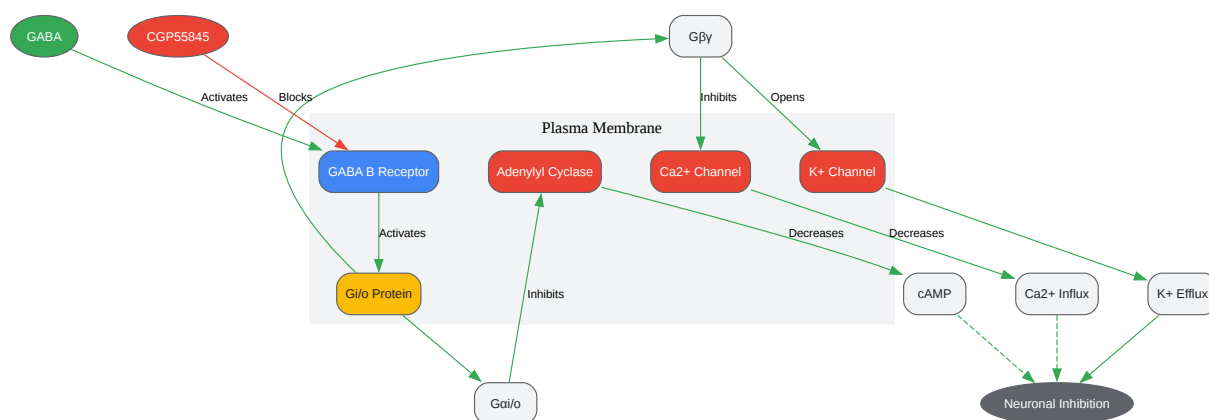 GABA
CGP55845
Gβγ
Activates
Blocks
Inhibits
Opens
Plasma Membrane
GABA B Receptor
Adenylyl Cyclase
Ca2+ Channel
K+ Channel
Activates
Decreases
Decreases
Gi/o Protein
Inhibits
cAMP
Ca2+ Influx
K+ Efflux
Gαi/o
Neuronal Inhibition